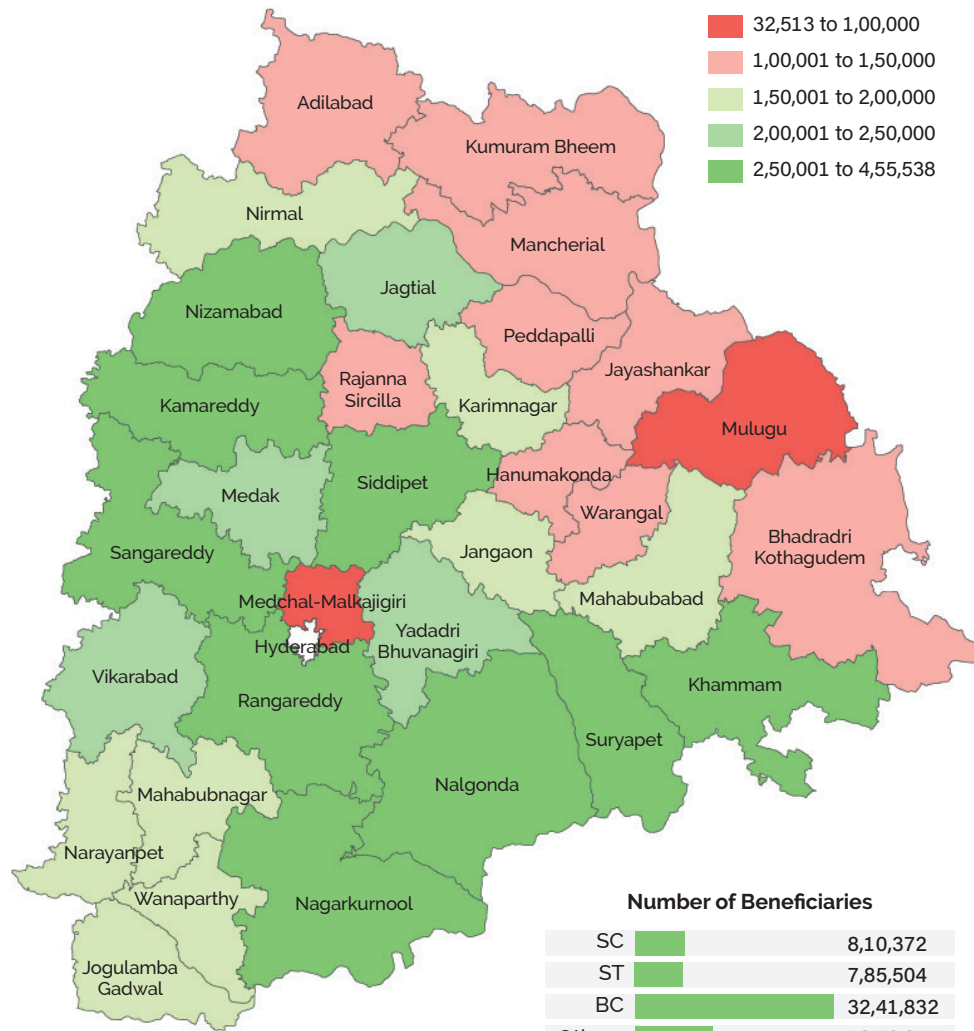 32,513 to 1,00,000
1,00,001 to 1,50,000
1,50,001 to 2,00,000
2,00,001 to 2,50,000
2,50,001 to 4,55,538
Adilabad
Kumuram Bheem
Nirmal
Mancherial
Jagtial
Nizamabad
Peddapalli
Jayashankar
Rajanna
Sircilla
Kamareddy
Karimnagar
Mulugu
Hanumakonda
Siddipet
Medak
Warangal
Bhadradri
Kothagudem
Sangareddy
Jangaon
Mahabubabad
Medchal-Malkajigiri
Yadadri
Bhuvanagiri
Hyderabad
Vikarabad
Rangareddy
Khammam
Suryapet
Nalgonda
Mahabubnagar
Narayanpet
Wanaparthy
Nagarkurnool
Jogulamba
Gadwal
Number of Beneficiaries
SC 8,10,372
ST 7,85,504
BC 32,41,832